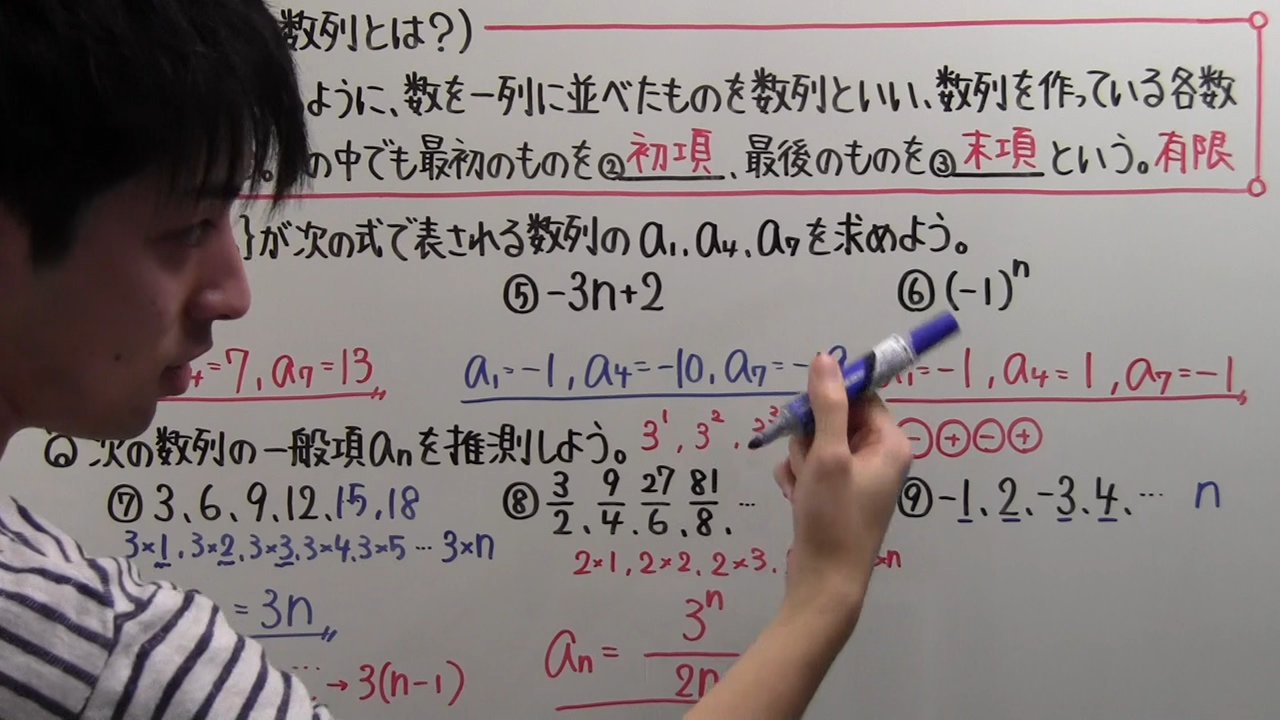 数列とは?)
ように、数を一列に並べたものを数列といい、数列を作っている各数
の中でも最初のものを②初項、最後のものを③末項という。有限
}が次の式で表される数列のa₁、a₄、a₇を求めよう。
⑤-3n+2 ⑥(-1)ⁿ
₄=7, a₇=13 a₁=-1, a₄=-10, a₇=- a₁=-1, a₄=1, a₇=-1
次の数列の一般項aₙを推測しよう。 3¹, 3², ⊖⊕⊖⊕
⑦3、6、9、12、15、18 ⑧3/2、9/4、27/6、81/8、… ⑨-1、2、-3、4、… n
3×1, 3×2, 3×3, 3×4, 3×5 … 3×n 2×1, 2×2, 2×3, ×n
=3n aₙ=3ⁿ/2n
→3(n-1)